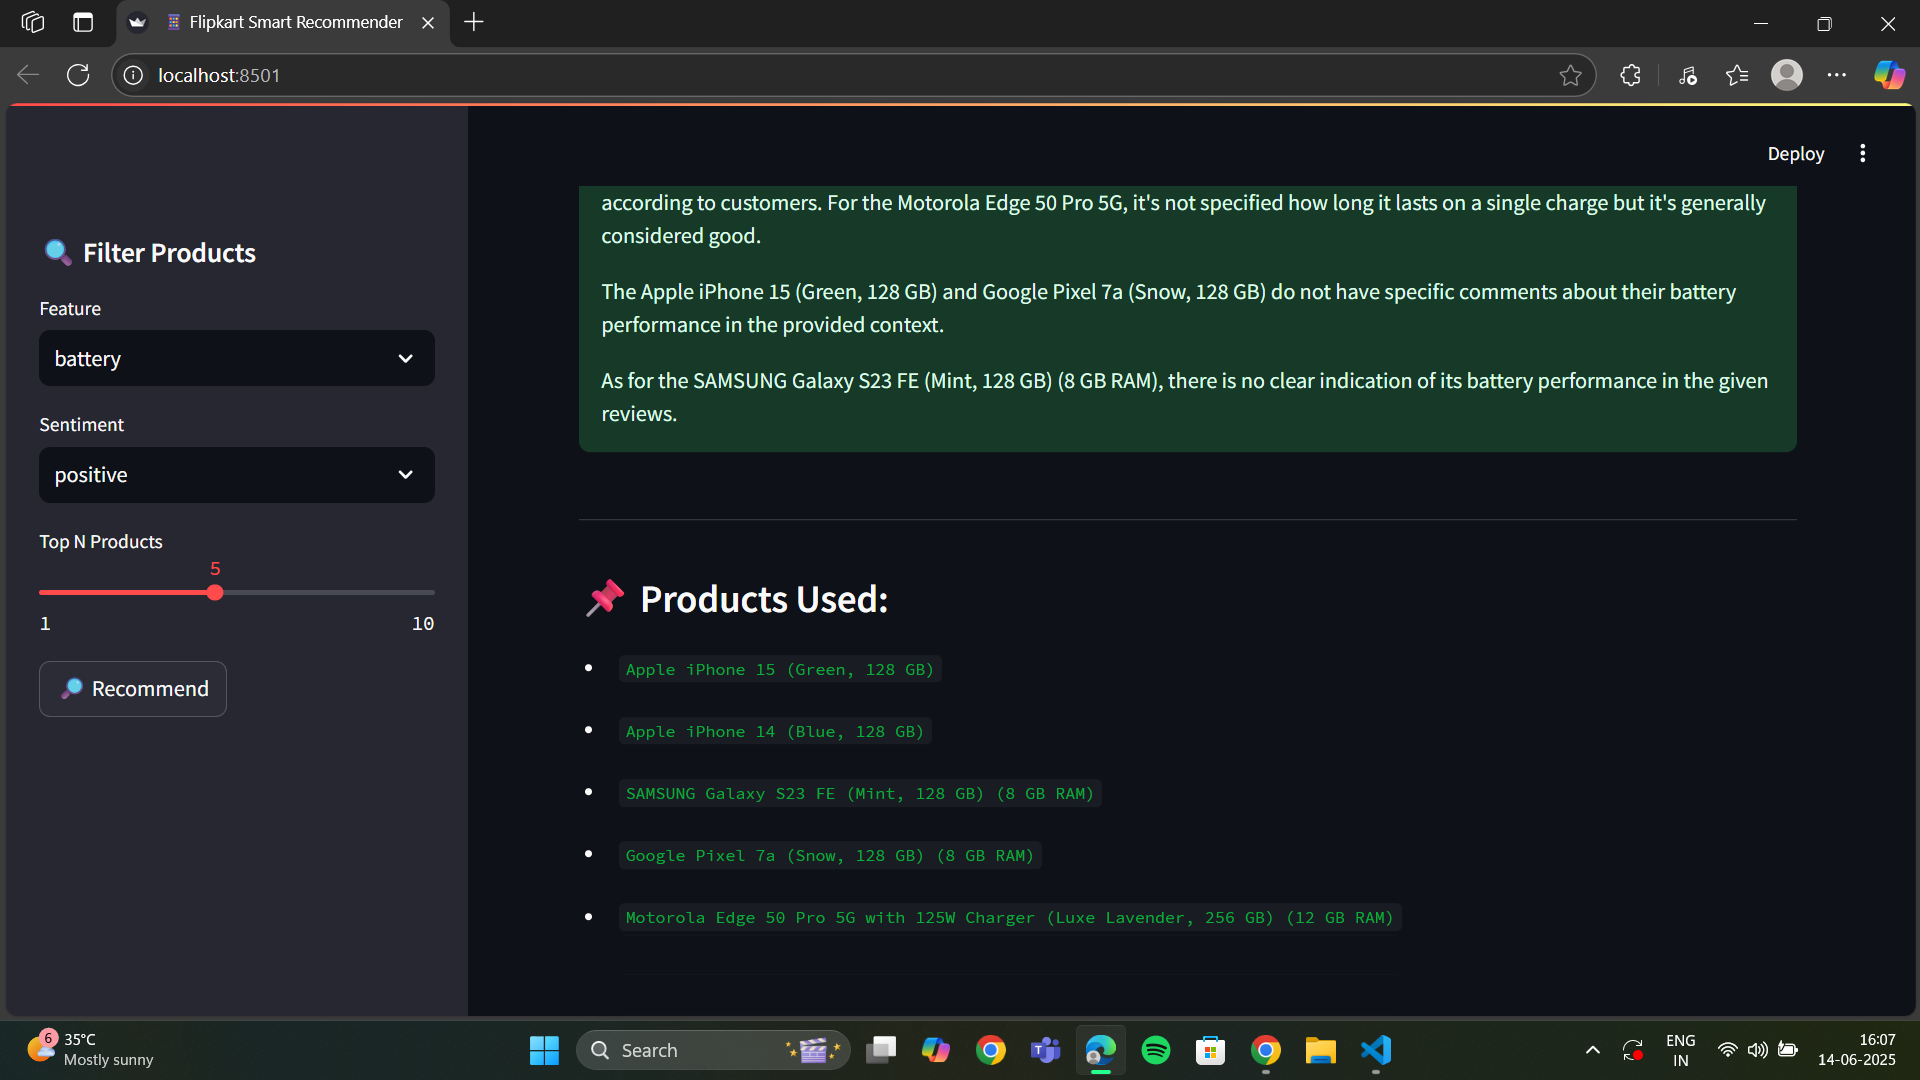 Flipkart Smart Recommender
localhost:8501
Deploy
Filter Products
Feature
battery
Sentiment
positive
Top N Products
5
1 10
Recommend
according to customers. For the Motorola Edge 50 Pro 5G, it's not specified how long it lasts on a single charge but it's generally
considered good.
The Apple iPhone 15 (Green, 128 GB) and Google Pixel 7a (Snow, 128 GB) do not have specific comments about their battery
performance in the provided context.
As for the SAMSUNG Galaxy S23 FE (Mint, 128 GB) (8 GB RAM), there is no clear indication of its battery performance in the given
reviews.
Products Used:
Apple iPhone 15 (Green, 128 GB)
Apple iPhone 14 (Blue, 128 GB)
SAMSUNG Galaxy S23 FE (Mint, 128 GB) (8 GB RAM)
Google Pixel 7a (Snow, 128 GB) (8 GB RAM)
Motorola Edge 50 Pro 5G with 125W Charger (Luxe Lavender, 256 GB) (12 GB RAM)
6
35°C
Mostly sunny
Search
ENG
IN
16:07
14-06-2025